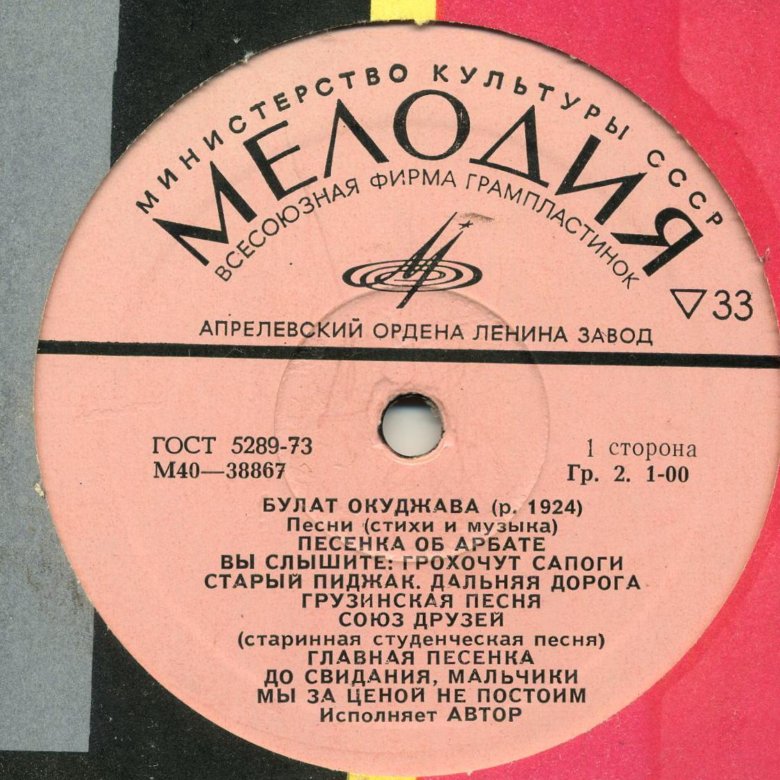 МИНИСТЕРСТВО КУЛЬТУРЫ СССР
МЕЛОДИЯ
ВСЕСОЮЗНАЯ ФИРМА ГРАМПЛАСТИНОК
▽33
АПРЕЛЕВСКИЙ ОРДЕНА ЛЕНИНА ЗАВОД
ГОСТ 5289-73
М40—38867
1 сторона
Гр. 2. 1-00
БУЛАТ ОКУДЖАВА (р. 1924)
Песни (стихи и музыка)
ПЕСЕНКА ОБ АРБАТЕ
ВЫ СЛЫШИТЕ: ГРОХОЧУТ САПОГИ
СТАРЫЙ ПИДЖАК. ДАЛЬНЯЯ ДОРОГА
ГРУЗИНСКАЯ ПЕСНЯ
СОЮЗ ДРУЗЕЙ
(старинная студенческая песня)
ГЛАВНАЯ ПЕСЕНКА
ДО СВИДАНИЯ, МАЛЬЧИКИ
МЫ ЗА ЦЕНОЙ НЕ ПОСТОИМ
Исполняет АВТОР